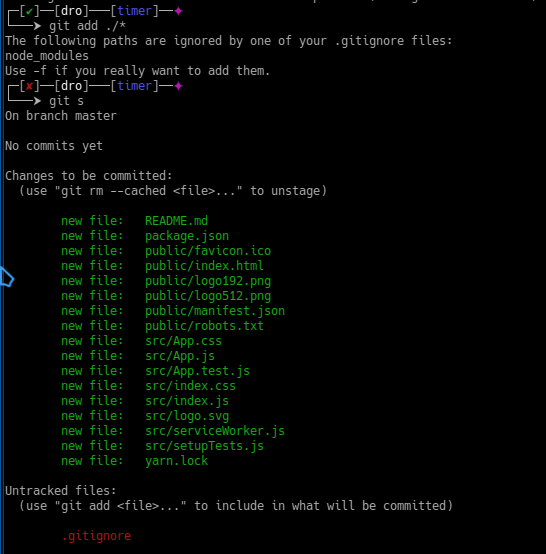 ┌─[✔]──[dro]───[timer]──✦
└───➤ git add ./*
The following paths are ignored by one of your .gitignore files:
node_modules
Use -f if you really want to add them.
┌─[✘]──[dro]───[timer]──✦
└───➤ git s
On branch master
No commits yet
Changes to be committed:
  (use "git rm --cached <file>..." to unstage)
        new file:   README.md
        new file:   package.json
        new file:   public/favicon.ico
        new file:   public/index.html
        new file:   public/logo192.png
        new file:   public/logo512.png
        new file:   public/manifest.json
        new file:   public/robots.txt
        new file:   src/App.css
        new file:   src/App.js
        new file:   src/App.test.js
        new file:   src/index.css
        new file:   src/index.js
        new file:   src/logo.svg
        new file:   src/serviceWorker.js
        new file:   src/setupTests.js
        new file:   yarn.lock
Untracked files:
  (use "git add <file>..." to include in what will be committed)
        .gitignore